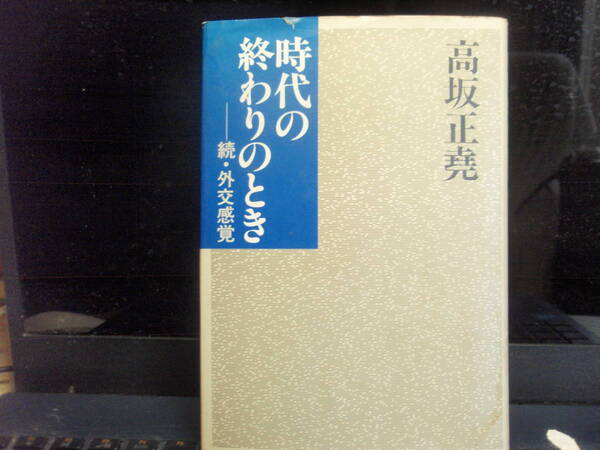 高坂正堯
時代の
終わりのとき
──続・外交感覚